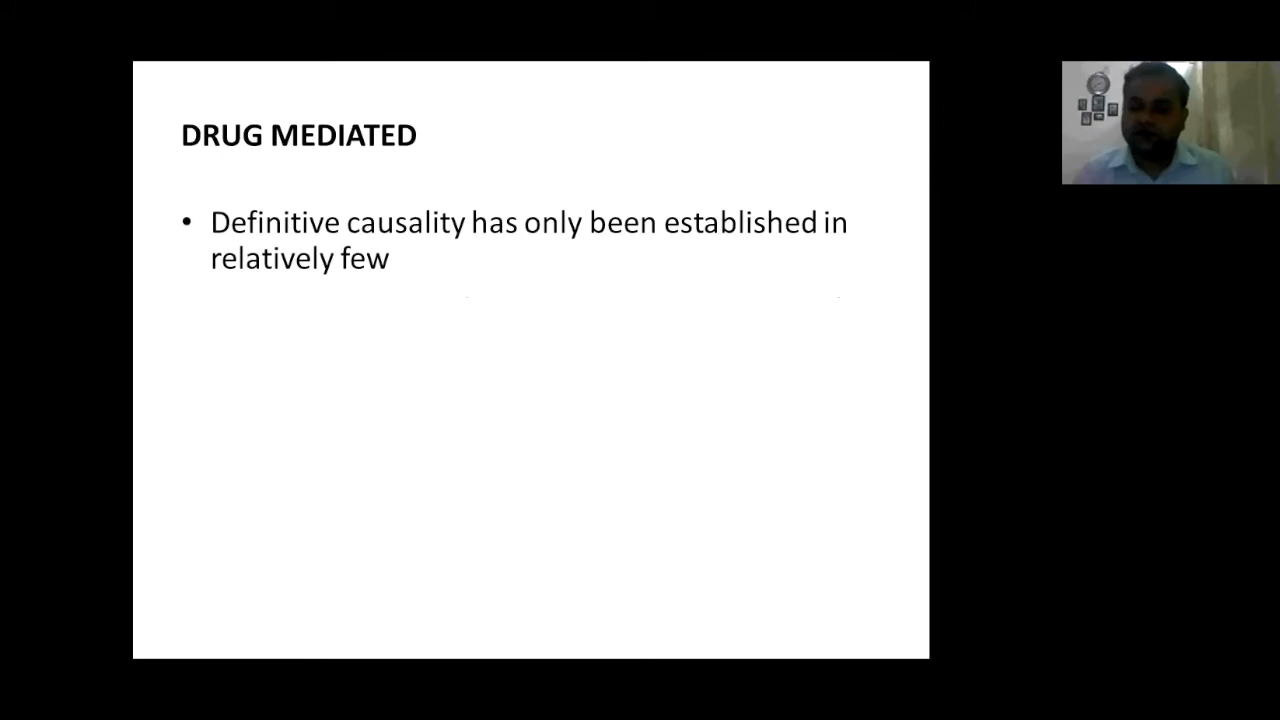 DRUG MEDIATED
• Definitive causality has only been established in
relatively few